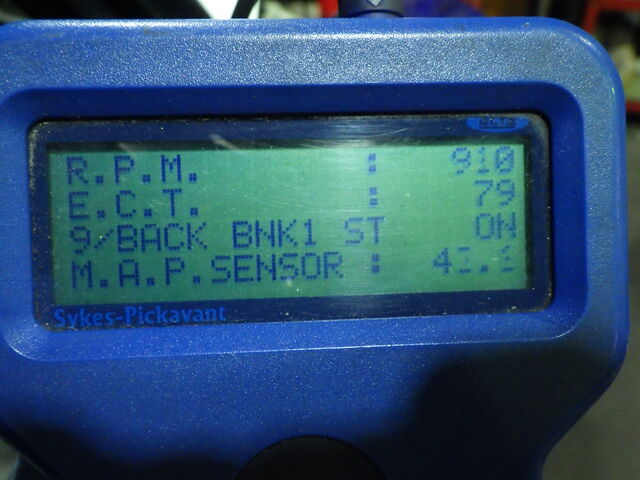 R.P.M. : 910
E.C.T. : 79
9/BACK BNK1 ST ON
M.A.P.SENSOR :
Sykes-Pickavant